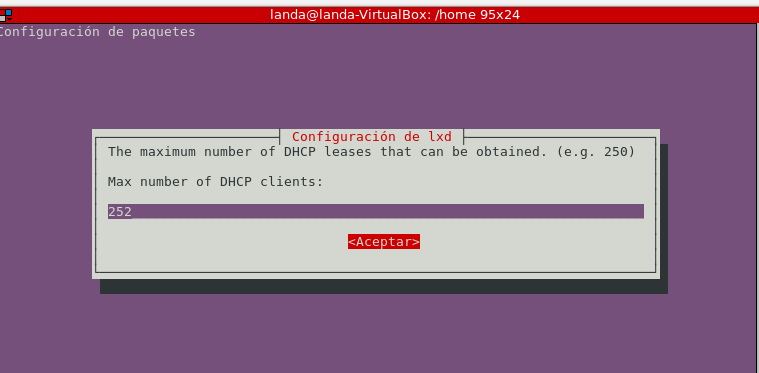 landa@landa-VirtualBox: /home 95x24
Configuración de paquetes
Configuración de lxd
The maximum number of DHCP leases that can be obtained. (e.g. 250)
Max number of DHCP clients:
252
<Aceptar>